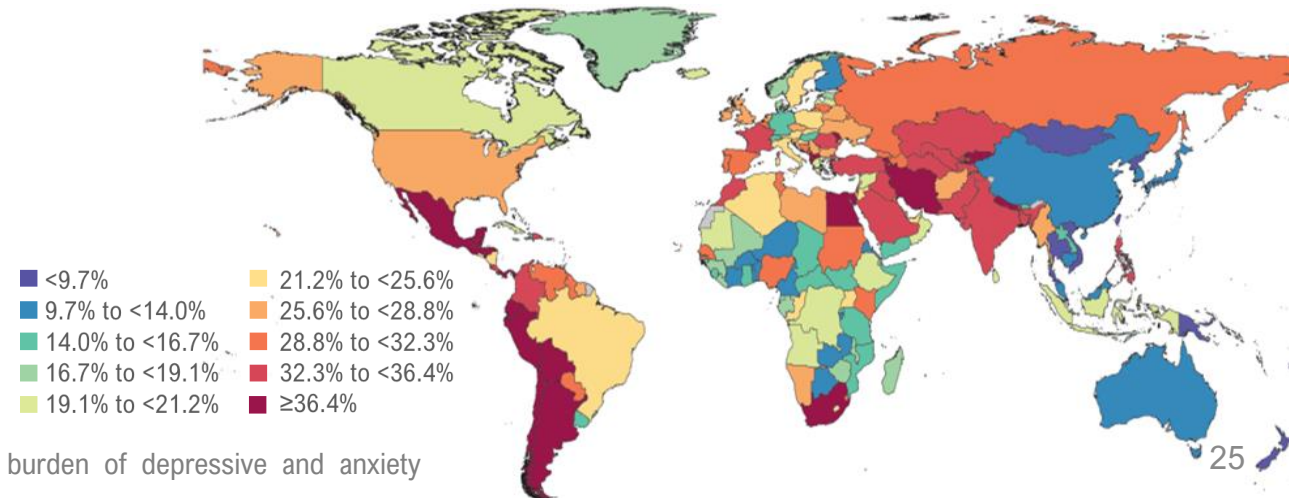 <9.7%
9.7% to <14.0%
14.0% to <16.7%
16.7% to <19.1%
19.1% to <21.2%
21.2% to <25.6%
25.6% to <28.8%
28.8% to <32.3%
32.3% to <36.4%
≥36.4%
burden of depressive and anxiety
25